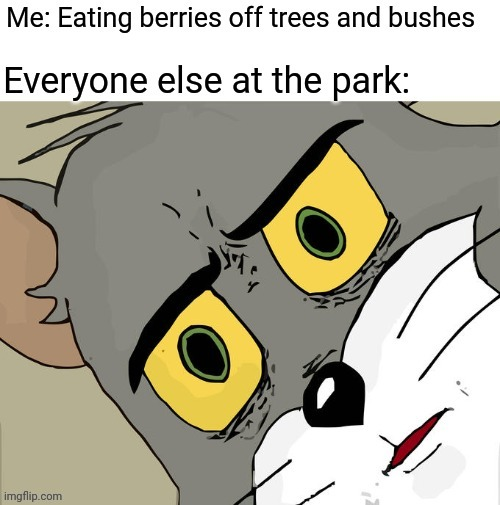 Me: Eating berries off trees and bushes
Everyone else at the park:
imgflip.com